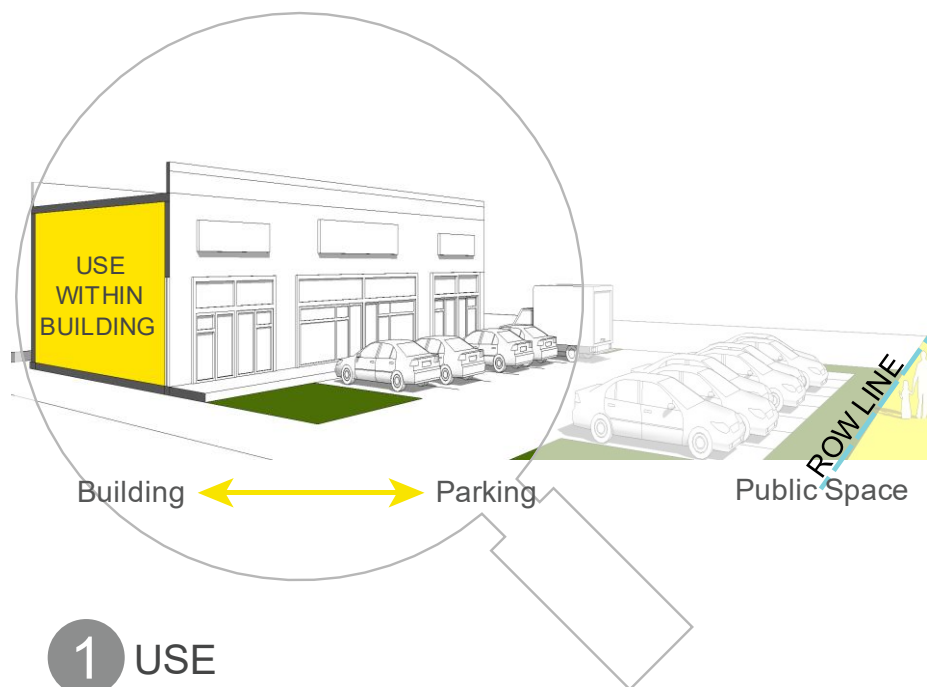 USE
WITHIN
BUILDING
ROW LINE
Building
Parking
Public Space
1 USE